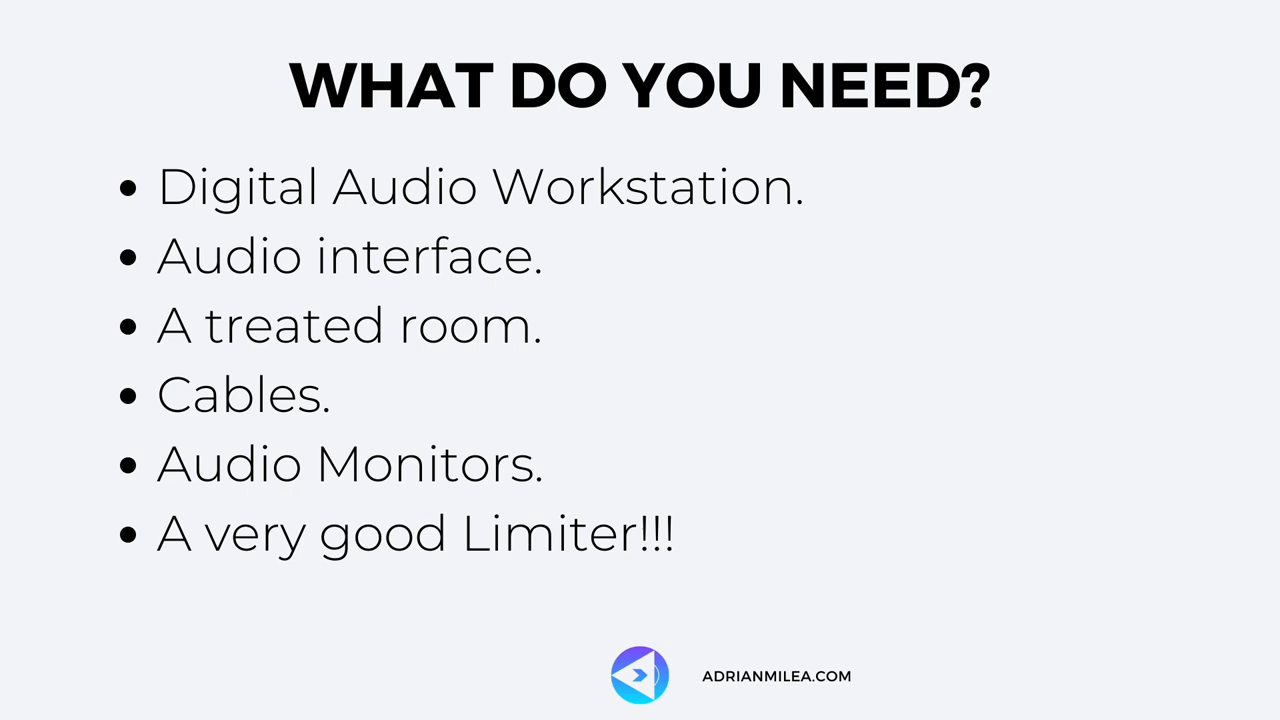 WHAT DO YOU NEED?
• Digital Audio Workstation.
• Audio interface.
• A treated room.
• Cables.
• Audio Monitors.
• A very good Limiter!!!
ADRIANMILEA.COM